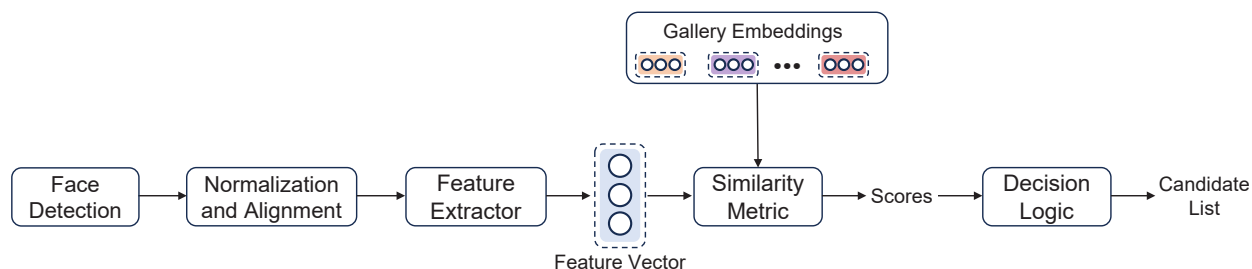 Gallery Embeddings
Face
Detection
Normalization
and Alignment
Feature
Extractor
Feature Vector
Similarity
Metric
Scores
Decision
Logic
Candidate
List